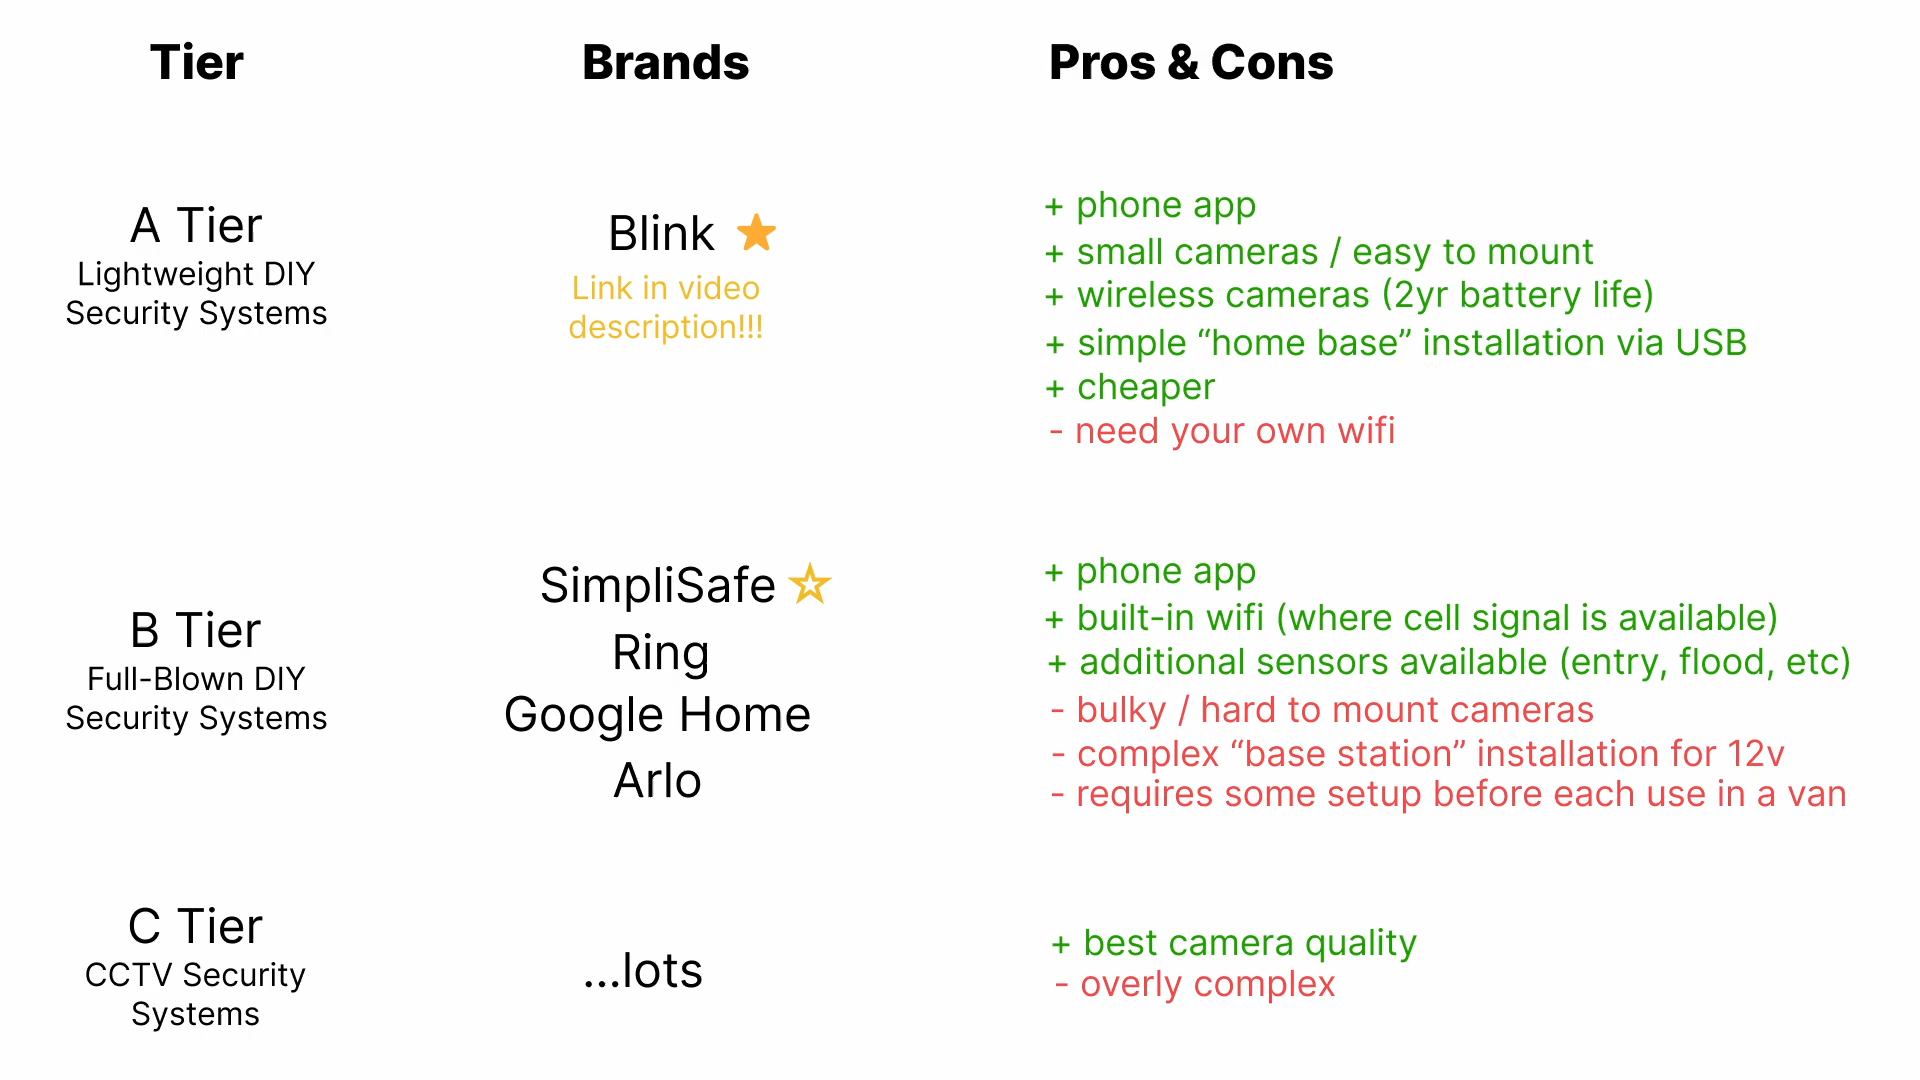 Tier
Brands
Pros & Cons
A Tier
Lightweight DIY
Security Systems
Blink
Link in video
description!!!
+ phone app
+ small cameras / easy to mount
+ wireless cameras (2yr battery life)
+ simple “home base” installation via USB
+ cheaper
- need your own wifi
B Tier
Full-Blown DIY
Security Systems
SimpliSafe
Ring
Google Home
Arlo
+ phone app
+ built-in wifi (where cell signal is available)
+ additional sensors available (entry, flood, etc)
- bulky / hard to mount cameras
- complex “base station” installation for 12v
- requires some setup before each use in a van
C Tier
CCTV Security
Systems
...lots
+ best camera quality
- overly complex